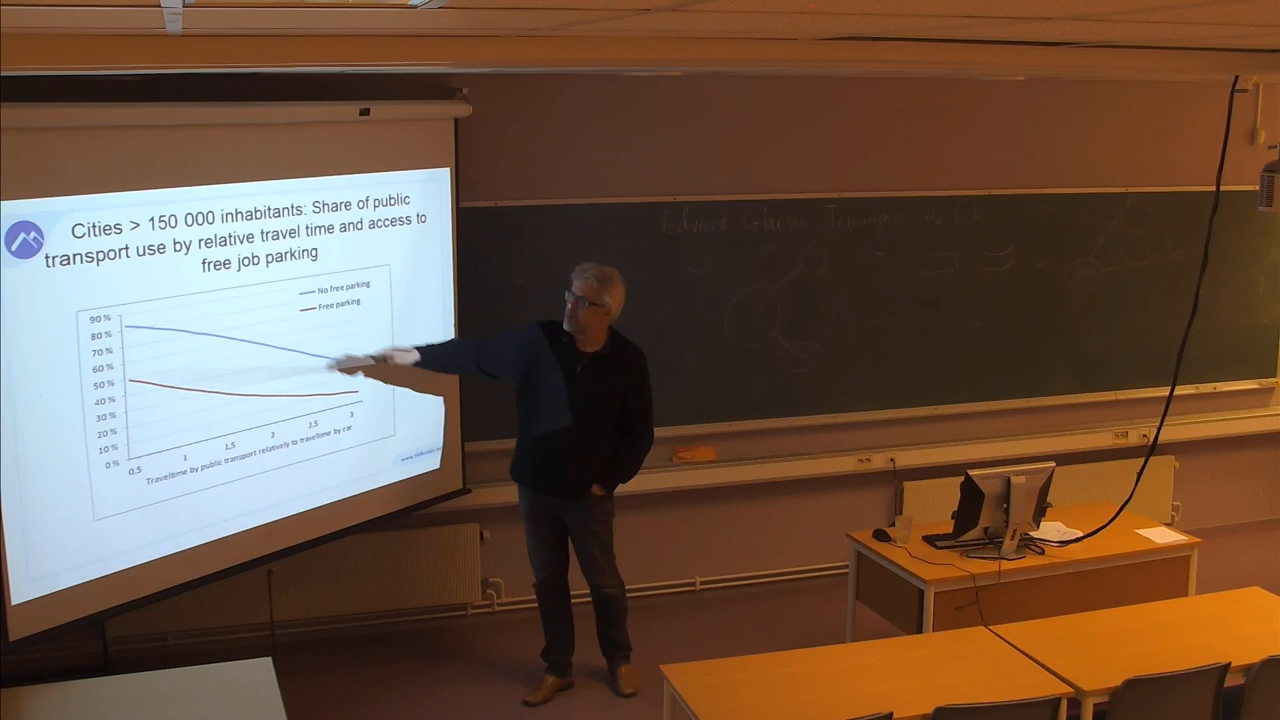 Cities > 150 000 inhabitants: Share of public
transport use by relative travel time and access to
free job parking
No free parking
Free parking
90%
80%
70%
60%
50%
40%
30%
20%
10%
0%
0,5
1
1,5
2
2,5
3
Traveltime by public transport relatively to traveltime by car